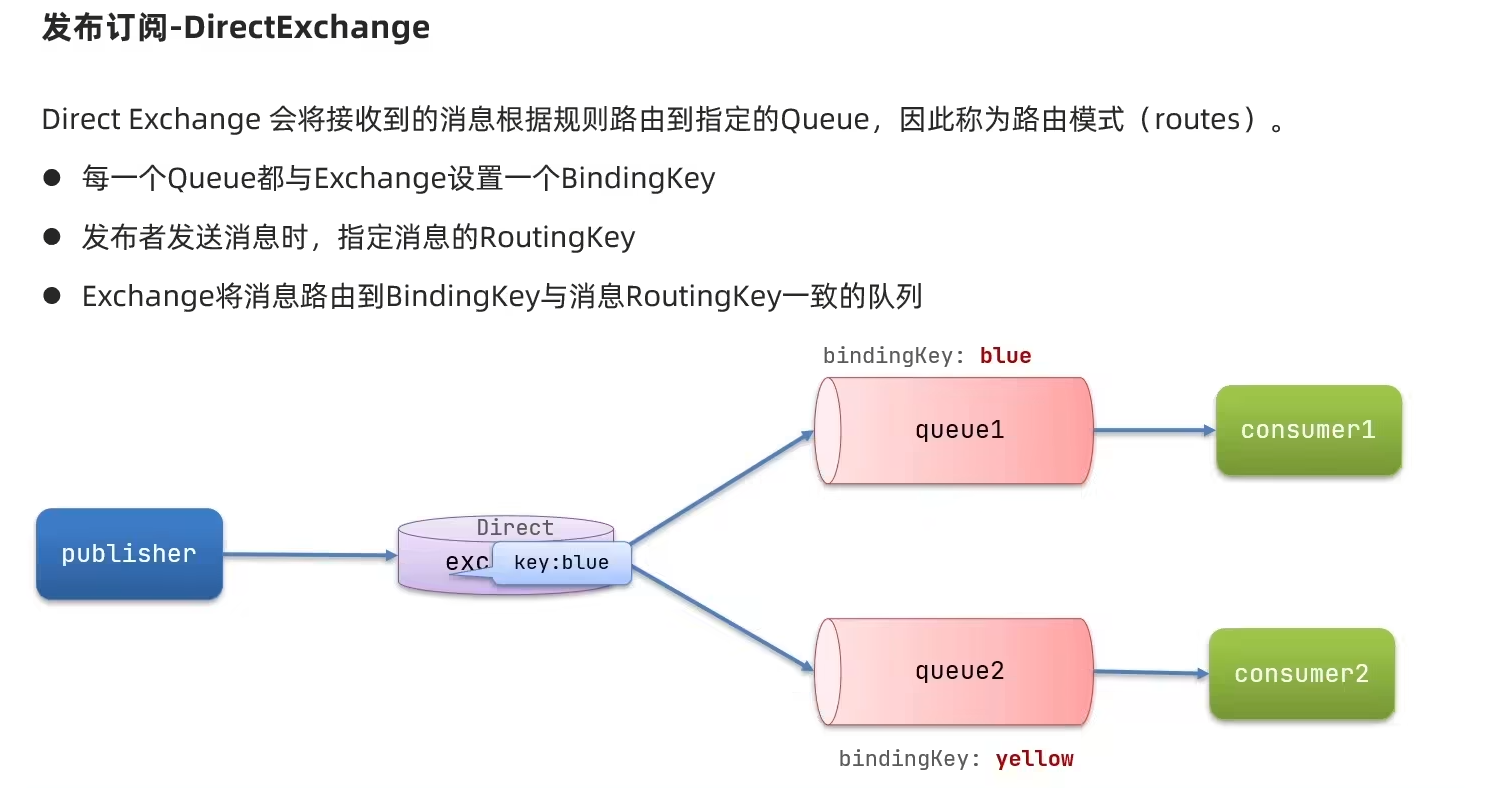 发布订阅-DirectExchange
Direct Exchange 会将接收到的消息根据规则路由到指定的Queue，因此称为路由模式（routes）。
● 每一个Queue都与Exchange设置一个BindingKey
● 发布者发送消息时，指定消息的RoutingKey
● Exchange将消息路由到BindingKey与消息RoutingKey一致的队列
bindingKey: blue
queue1
consumer1
publisher
Direct
exc
key:blue
queue2
consumer2
bindingKey: yellow